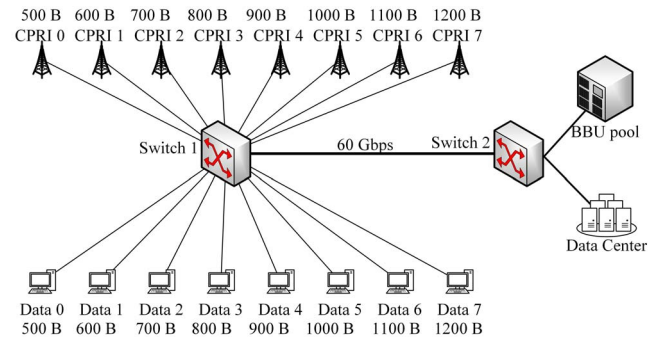 500 B 600 B 700 B 800 B 900 B 1000 B 1100 B 1200 B
CPRI 0 CPRI 1 CPRI 2 CPRI 3 CPRI 4 CPRI 5 CPRI 6 CPRI 7
Switch 1
60 Gbps
Switch 2
BBU pool
Data Center
Data 0 Data 1 Data 2 Data 3 Data 4 Data 5 Data 6 Data 7
500 B 600 B 700 B 800 B 900 B 1000 B 1100 B 1200 B